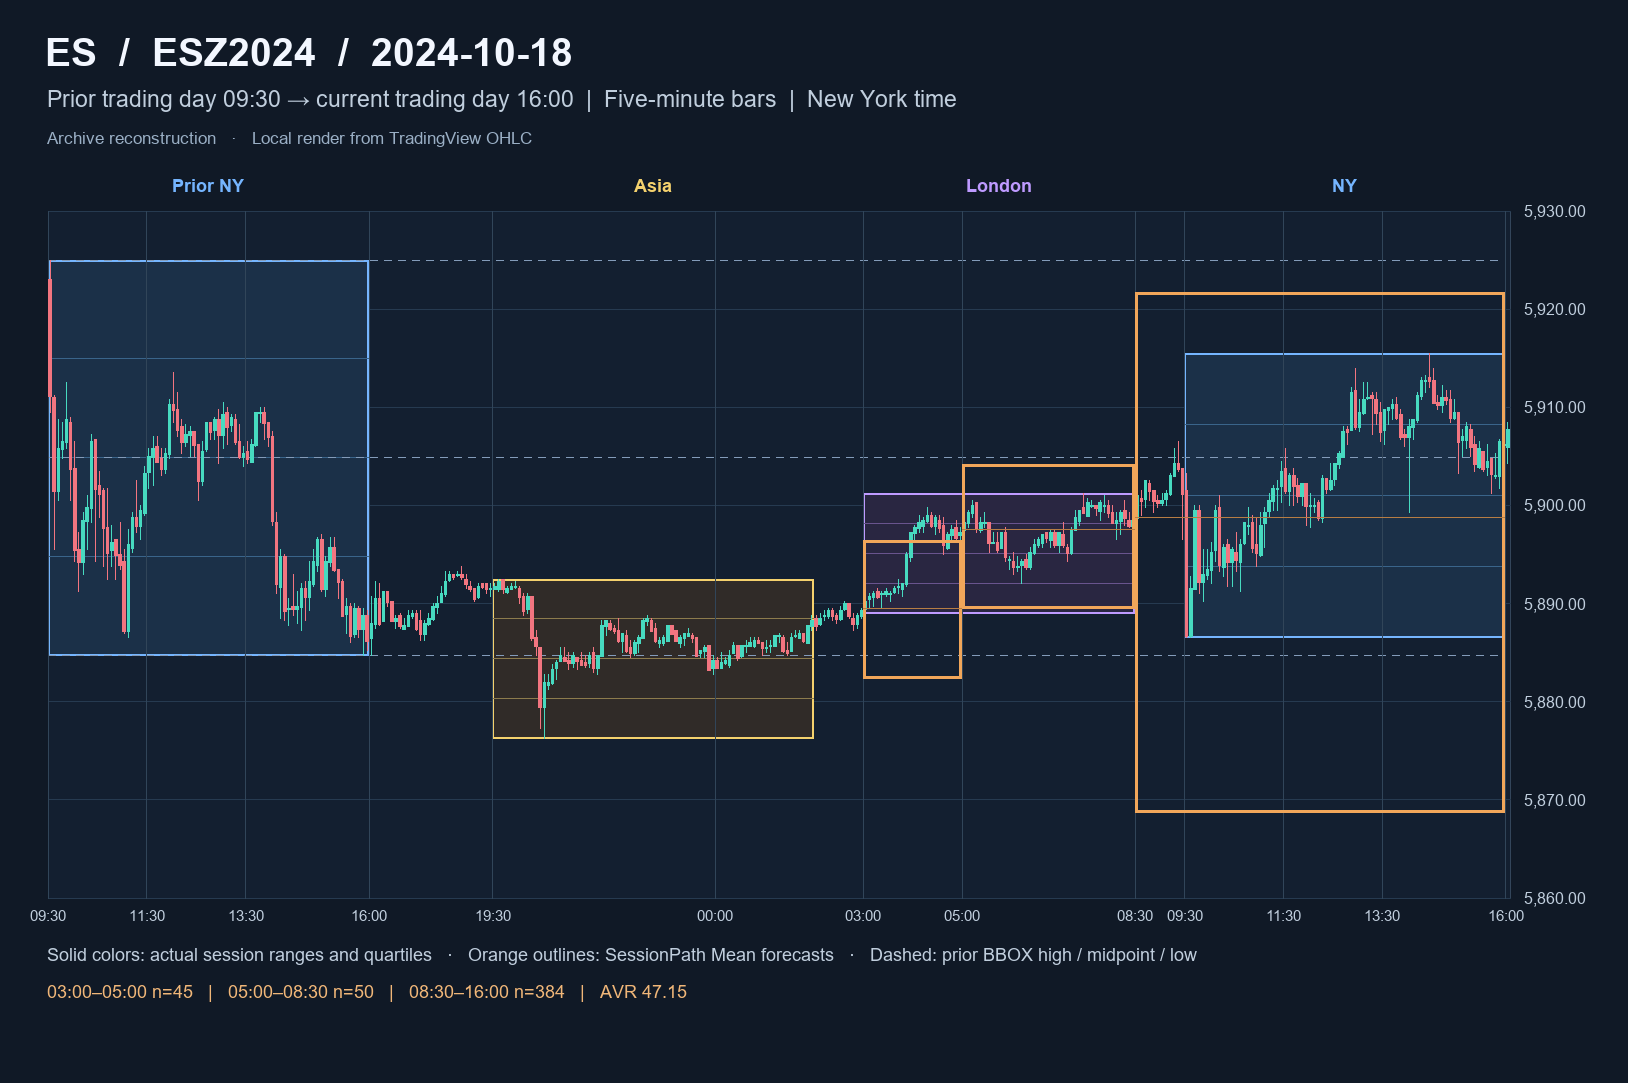 ES / ESZ2024 / 2024-10-18
Prior trading day 09:30 → current trading day 16:00 | Five-minute bars | New York time
Archive reconstruction · Local render from TradingView OHLC
Prior NY Asia London NY
5,930.00
5,920.00
5,910.00
5,900.00
5,890.00
5,880.00
5,870.00
5,860.00
09:30 11:30 13:30 16:00 19:30 00:00 03:00 05:00 08:30 09:30 11:30 13:30 16:00
Solid colors: actual session ranges and quartiles · Orange outlines: SessionPath Mean forecasts · Dashed: prior BBOX high / midpoint / low
03:00–05:00 n=45 | 05:00–08:30 n=50 | 08:30–16:00 n=384 | AVR 47.15